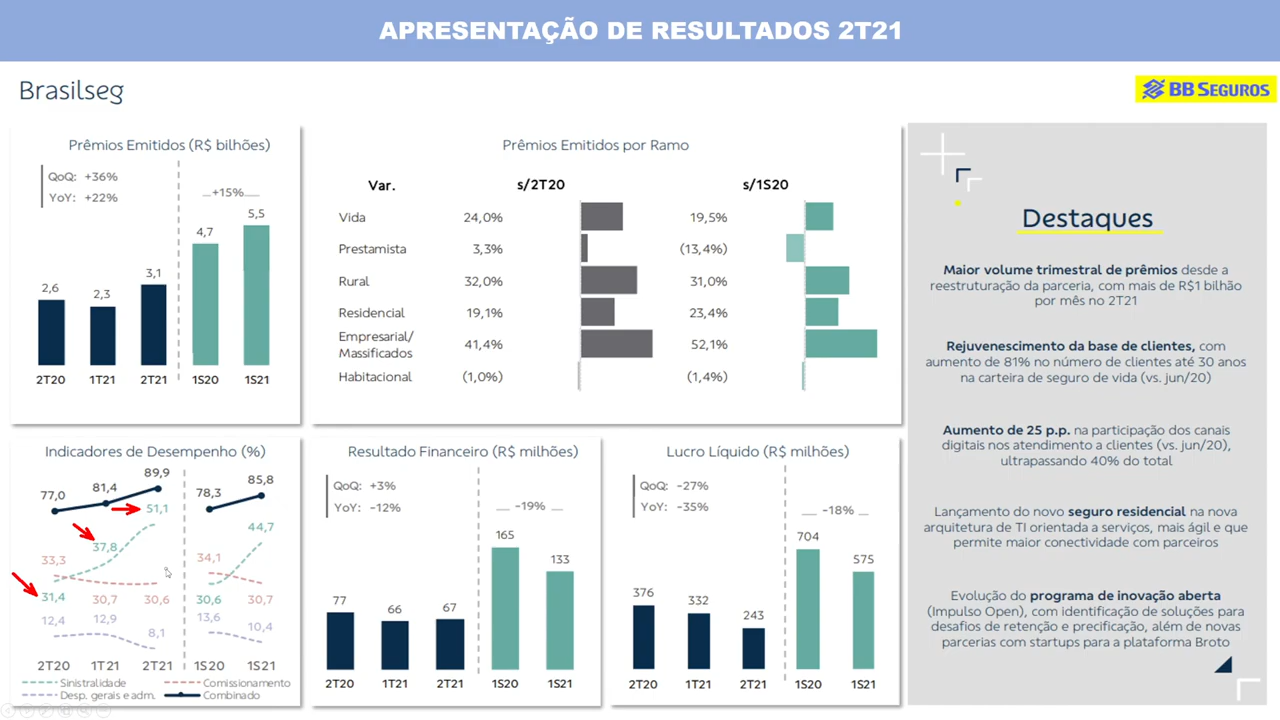 APRESENTAÇÃO DE RESULTADOS 2T21
Brasilseg
BB SEGUROS
Prêmios Emitidos (R$ bilhões)
QoQ: +36%
YoY: +22%
+15%
2,6
2,3
3,1
4,7
5,5
2T20 1T21 2T21 1S20 1S21
Prêmios Emitidos por Ramo
Var. s/2T20 s/1S20
Vida 24,0% 19,5%
Prestamista 3,3% (13,4%)
Rural 32,0% 31,0%
Residencial 19,1% 23,4%
Empresarial/
Massificados 41,4% 52,1%
Habitacional (1,0%) (1,4%)
Indicadores de Desempenho (%)
77,0 81,4 89,9 78,3 85,8
31,4 37,8 51,1 30,6 44,7
33,3 30,7 30,6 34,1 30,7
12,4 12,9 8,1 13,6 10,4
2T20 1T21 2T21 1S20 1S21
Sinistralidade Comissionamento
Desp. gerais e adm. Combinado
Resultado Financeiro (R$ milhões)
QoQ: +3%
YoY: -12%
-19%
77 66 67 165 133
2T20 1T21 2T21 1S20 1S21
Lucro Líquido (R$ milhões)
QoQ: -27%
YoY: -35%
-18%
376 332 243 704 575
2T20 1T21 2T21 1S20 1S21
Destaques
Maior volume trimestral de prêmios desde a
reestruturação da parceria, com mais de R$1 bilhão
por mês no 2T21
Rejuvenescimento da base de clientes, com
aumento de 81% no número de clientes até 30 anos
na carteira de seguro de vida (vs. jun/20)
Aumento de 25 p.p. na participação dos canais
digitais nos atendimento a clientes (vs. jun/20),
ultrapassando 40% do total
Lançamento do novo seguro residencial na nova
arquitetura de TI orientada a serviços, mais ágil e que
permite maior conectividade com parceiros
Evolução do programa de inovação aberta
(Impulso Open), com identificação de soluções para
desafios de retenção e precificação, além de novas
parcerias com startups para a plataforma Broto